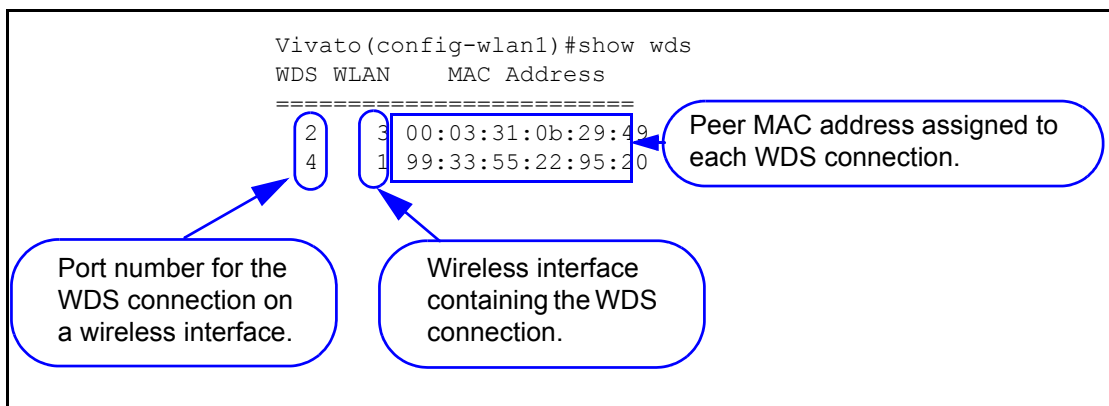 Vivato(config-wlan1)#show wds
WDS WLAN    MAC Address
=========================
2    3 00:03:31:0b:29:49
4    1 99:33:55:22:95:20
Peer MAC address assigned to
each WDS connection.
Port number for the
WDS connection on
a wireless interface.
Wireless interface
containing the WDS
connection.